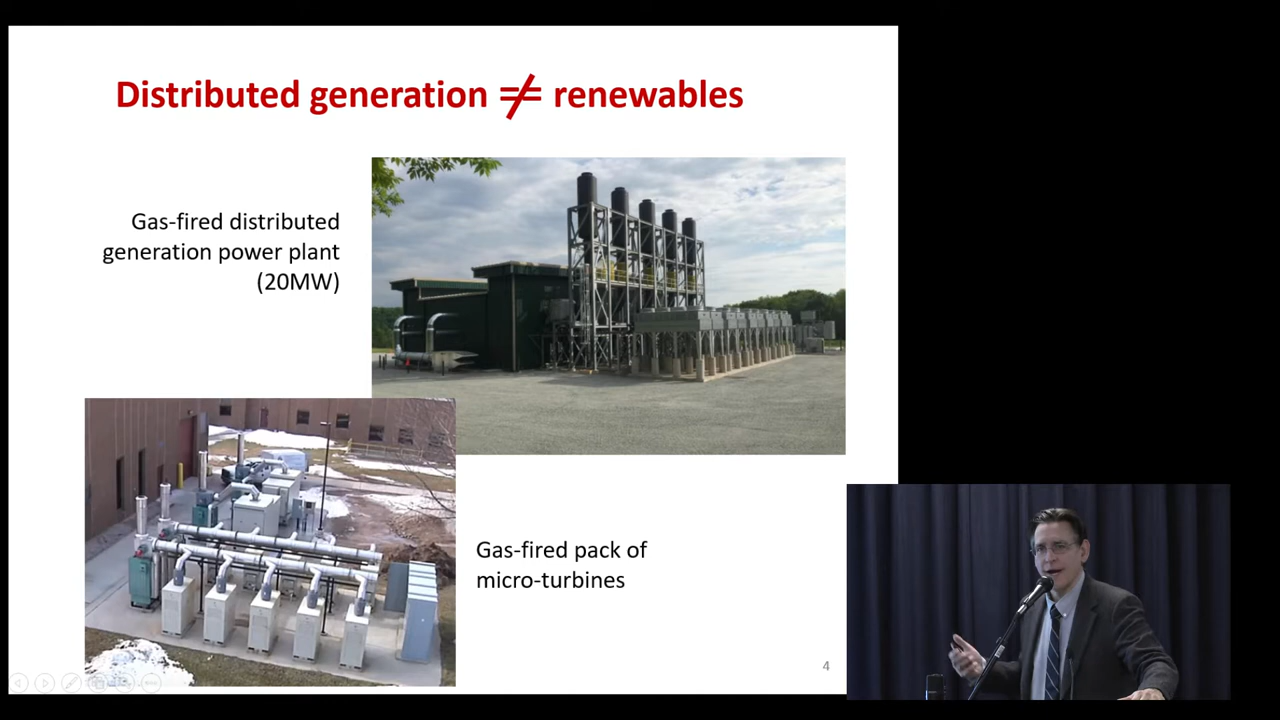 Distributed generation ≠ renewables
Gas-fired distributed
generation power plant
(20MW)
Gas-fired pack of
micro-turbines
4